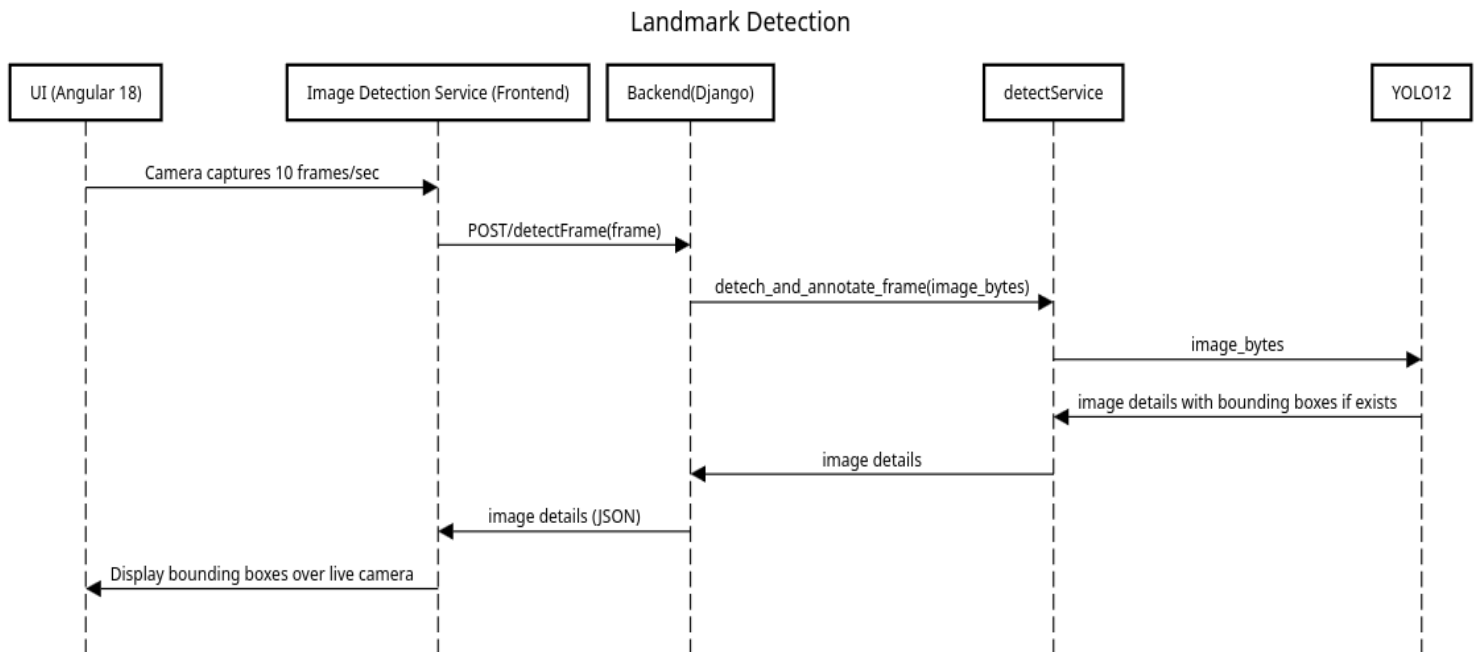 Landmark Detection
UI (Angular 18)
Image Detection Service (Frontend)
Backend(Django)
detectService
YOLO12
Camera captures 10 frames/sec
POST/detectFrame(frame)
detech_and_annotate_frame(image_bytes)
image_bytes
image details with bounding boxes if exists
image details
image details (JSON)
Display bounding boxes over live camera